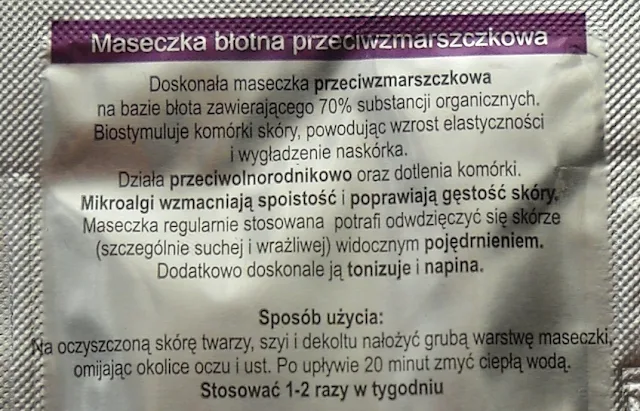 Maseczka błotna przeciwzmarszczkowa
Doskonała maseczka przeciwzmarszczkowa
na bazie błota zawierającego 70% substancji organicznych.
Biostymuluje komórki skóry, powodując wzrost elastyczności
i wygładzenie naskórka.
Działa przeciwolnorodnikowo oraz dotlenia komórki.
Mikroalgi wzmacniają spoistość i poprawiają gęstość skóry.
Maseczka regularnie stosowana potrafi odwdzięczyć się skórze
(szczególnie suchej i wrażliwej) widocznym pojędrnieniem.
Dodatkowo doskonale ją tonizuje i napina.
Sposób użycia:
Na oczyszczoną skórę twarzy, szyi i dekoltu nałożyć grubą warstwę maseczki,
omijając okolice oczu i ust. Po upływie 20 minut zmyć ciepłą wodą.
Stosować 1-2 razy w tygodniu